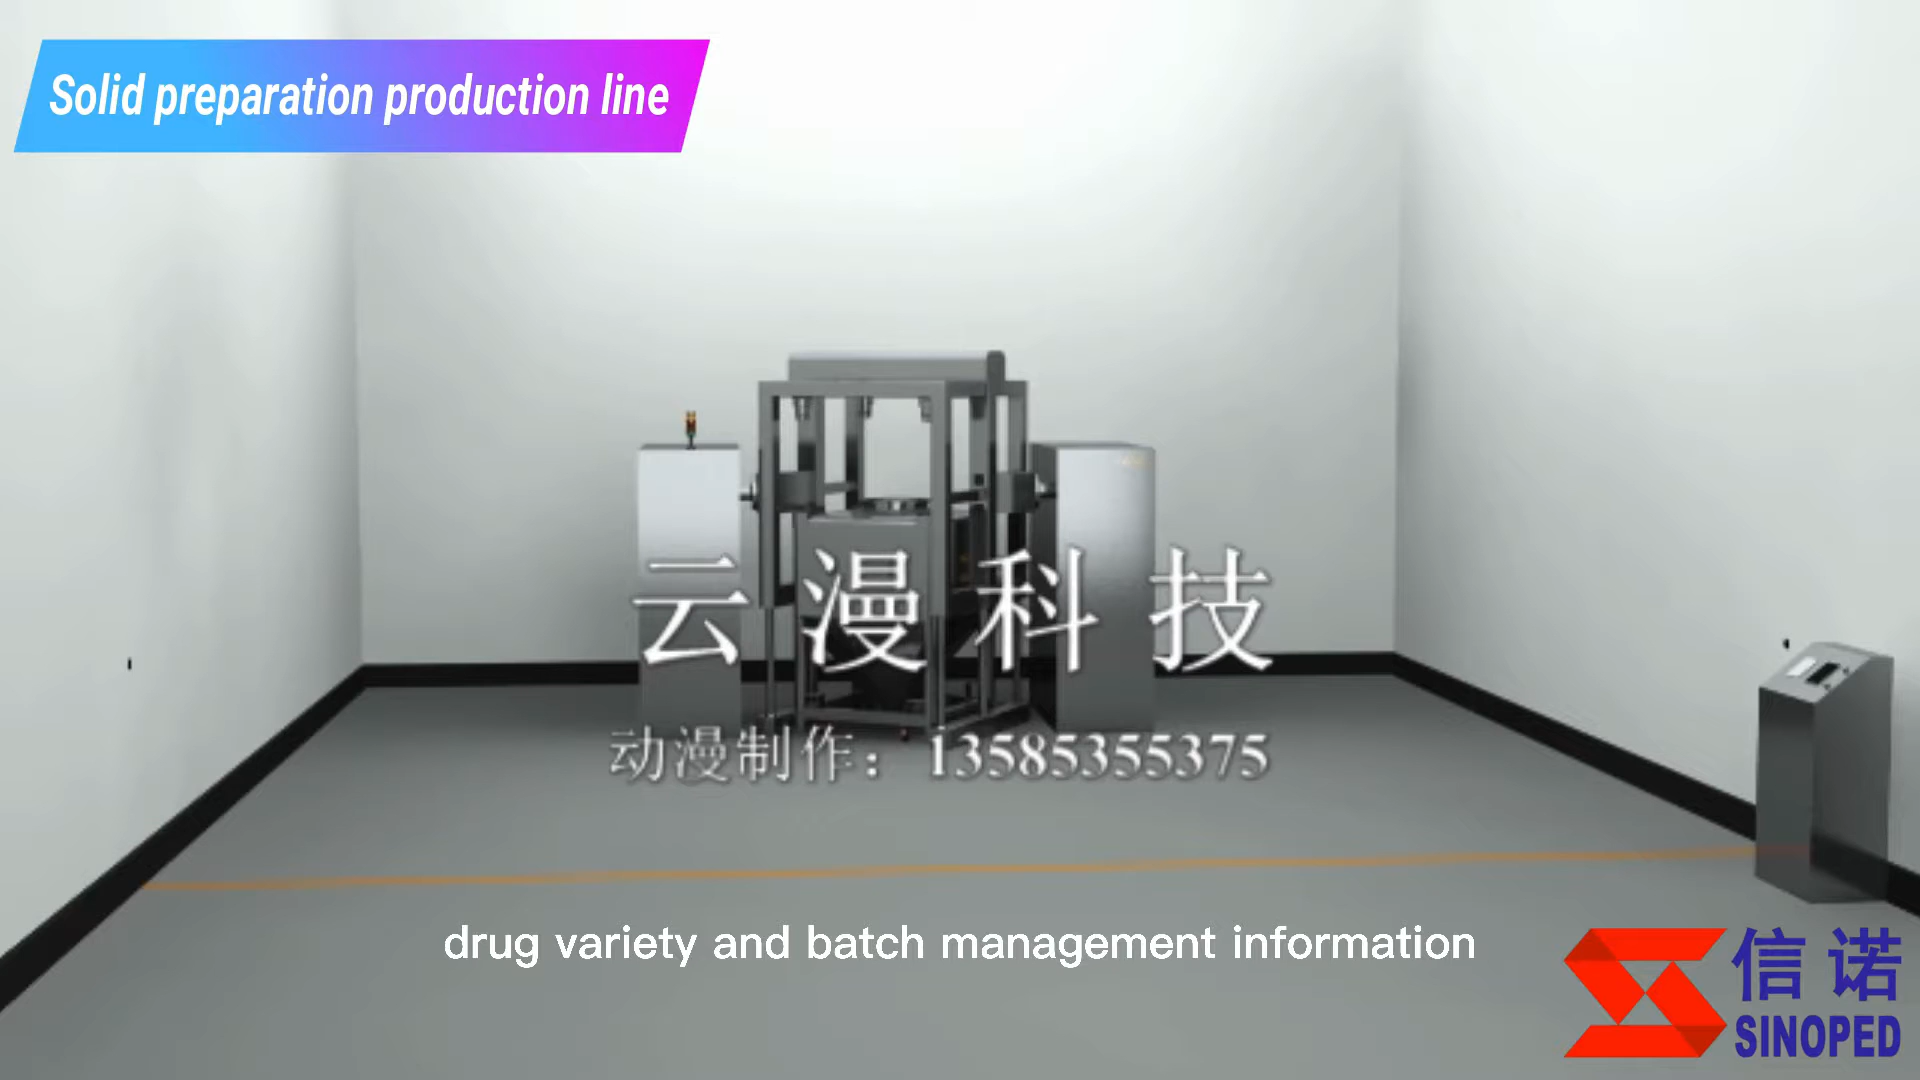 Solid preparation production line
云漫科技
动漫制作：13585355375
drug variety and batch management information
信诺
SINOPED